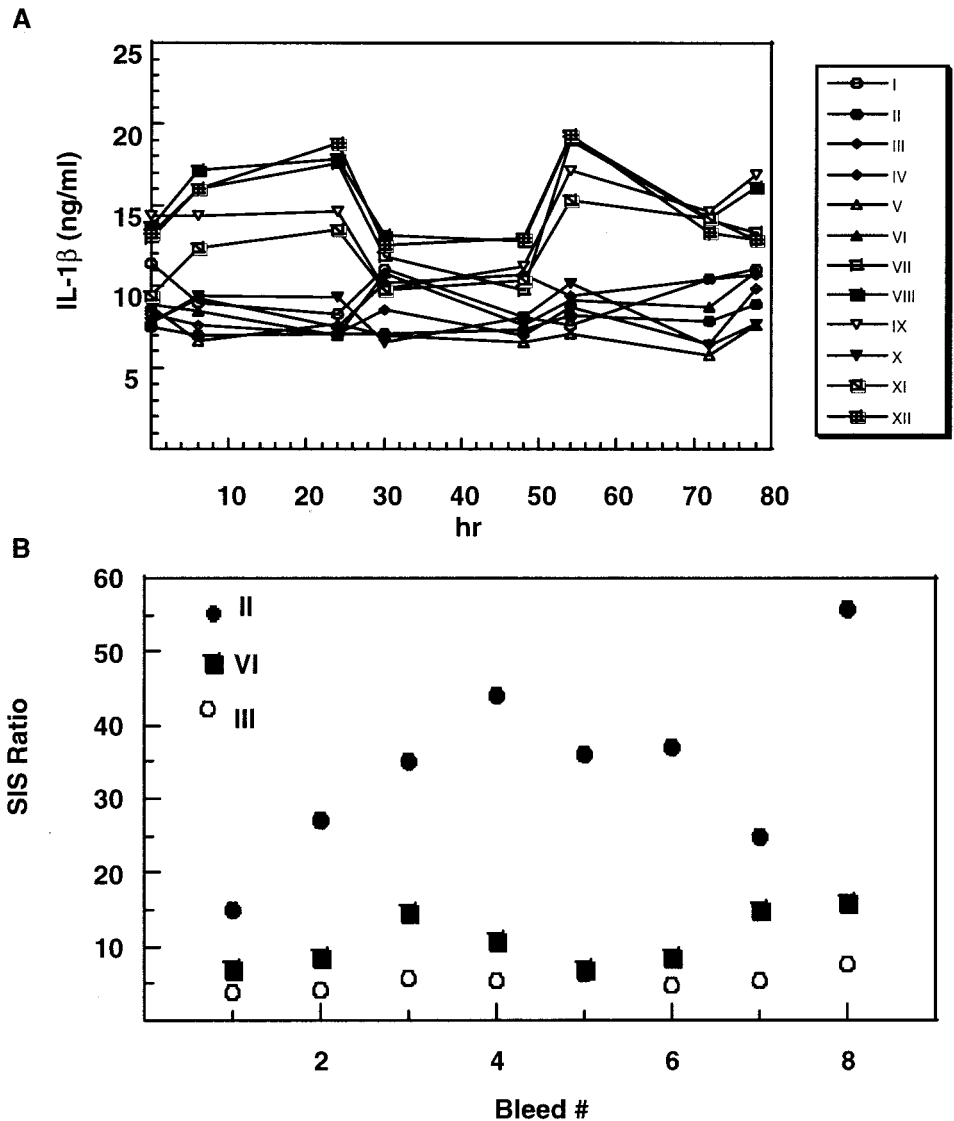 A
25
20
15
10
5
IL-1β (ng/ml)
10 20 30 40 50 60 70 80
hr
I
II
III
IV
V
VI
VII
VIII
IX
X
XI
XII
B
60
50
40
30
20
10
SIS Ratio
II
VI
III
2 4 6 8
Bleed #